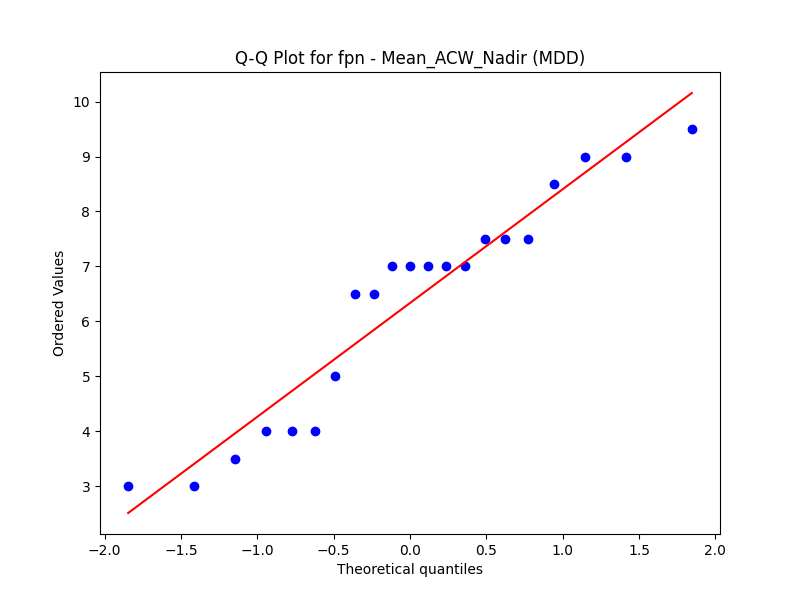 Q-Q Plot for fpn - Mean_ACW_Nadir (MDD)
Ordered Values
10
9
8
7
6
5
4
3
−2.0 −1.5 −1.0 −0.5 0.0 0.5 1.0 1.5 2.0
Theoretical quantiles